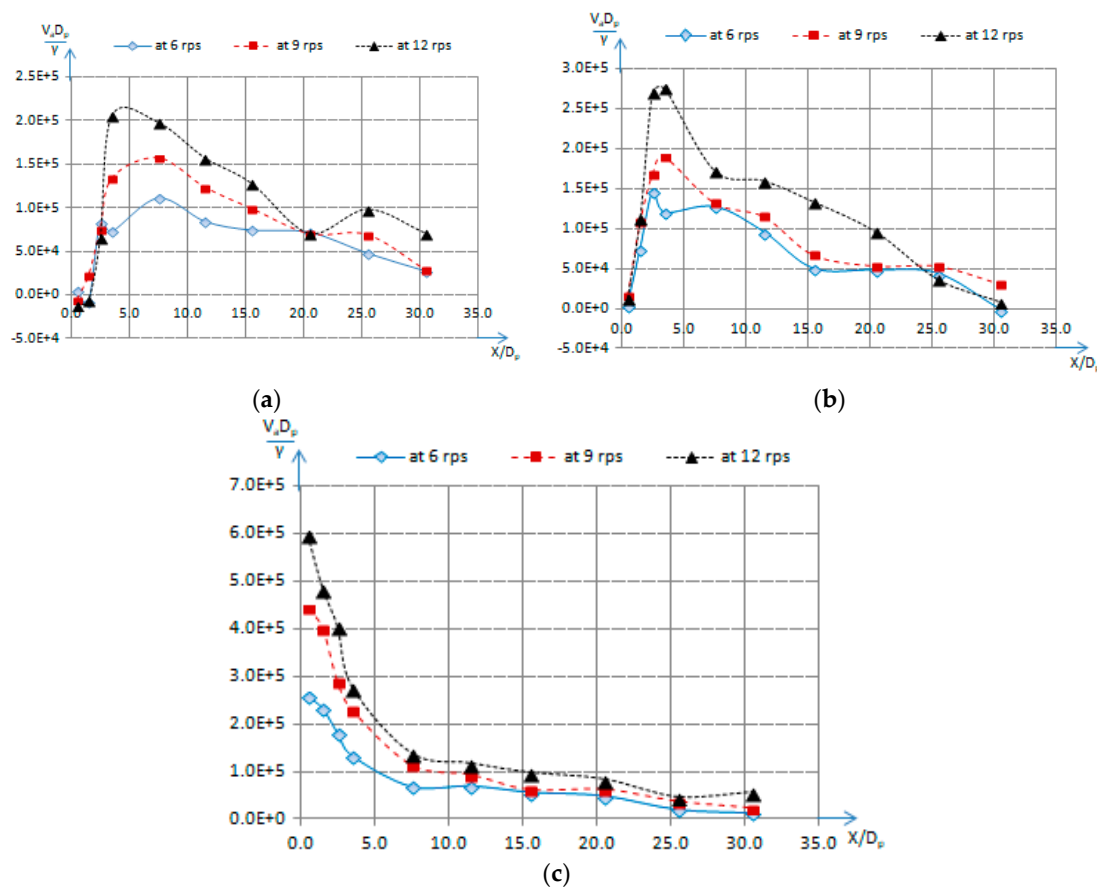 VₐDₚ
γ
at 6 rps at 9 rps at 12 rps
2.5E+5
2.0E+5
1.5E+5
1.0E+5
5.0E+4
0.0E+0
-5.0E+4
0.0 5.0 10.0 15.0 20.0 25.0 30.0 35.0
X/Dₚ
(a)
VₐDₚ
γ
at 6 rps at 9 rps at 12 rps
3.0E+5
2.5E+5
2.0E+5
1.5E+5
1.0E+5
5.0E+4
0.0E+0
-5.0E+4
0.0 5.0 10.0 15.0 20.0 25.0 30.0 35.0
X/D
(b)
VₐDₚ
γ
at 6 rps at 9 rps at 12 rps
7.0E+5
6.0E+5
5.0E+5
4.0E+5
3.0E+5
2.0E+5
1.0E+5
0.0E+0
0.0 5.0 10.0 15.0 20.0 25.0 30.0 35.0
X/Dₚ
(c)